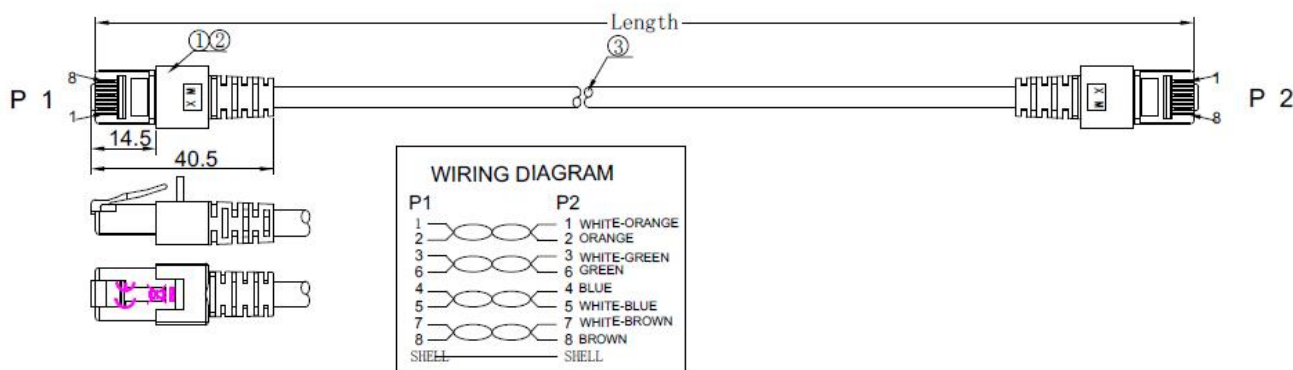 Length
①② ③
P 1 8 1 X M X M 1 8 P 2
14.5
40.5
WIRING DIAGRAM
P1 P2
1 1 WHITE-ORANGE
2 2 ORANGE
3 3 WHITE-GREEN
6 6 GREEN
4 4 BLUE
5 5 WHITE-BLUE
7 7 WHITE-BROWN
8 8 BROWN
SHELL SHELL